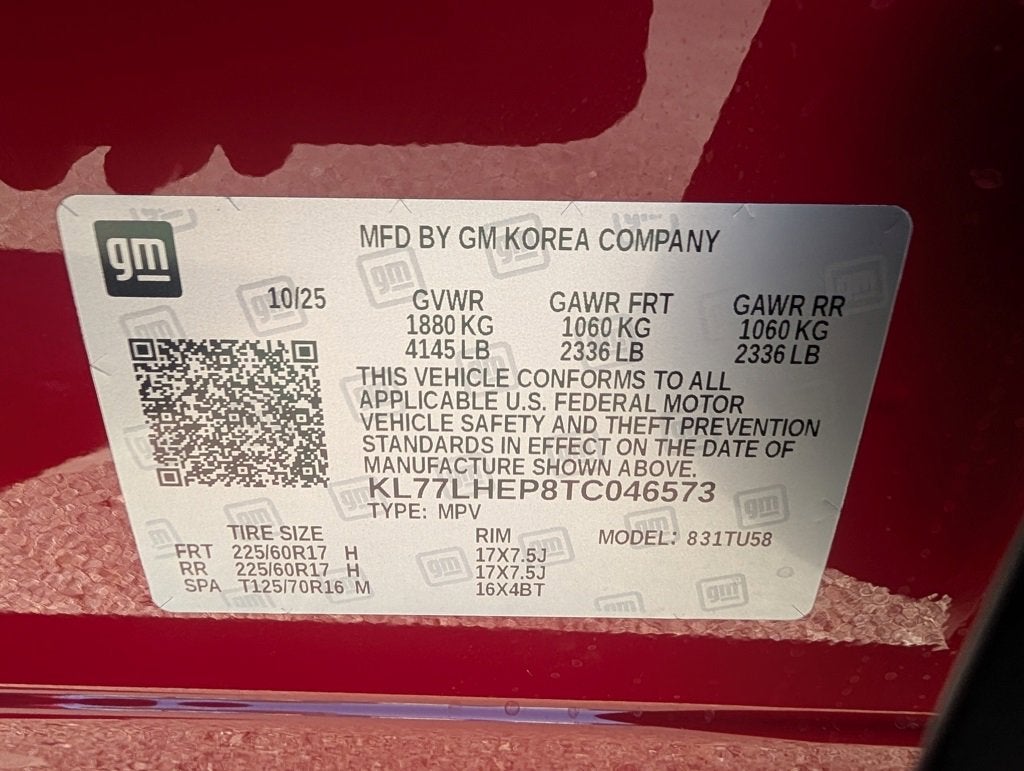 gm
MFD BY GM KOREA COMPANY
10/25
GVWR GAWR FRT GAWR RR
1880 KG 1060 KG 1060 KG
4145 LB 2336 LB 2336 LB
THIS VEHICLE CONFORMS TO ALL
APPLICABLE U.S. FEDERAL MOTOR
VEHICLE SAFETY AND THEFT PREVENTION
STANDARDS IN EFFECT ON THE DATE OF
MANUFACTURE SHOWN ABOVE.
KL77LHEP8TC046573
TYPE: MPV
TIRE SIZE RIM MODEL: 831TU58
FRT 225/60R17 H 17X7.5J
RR 225/60R17 H 17X7.5J
SPA T125/70R16 M 16X4BT